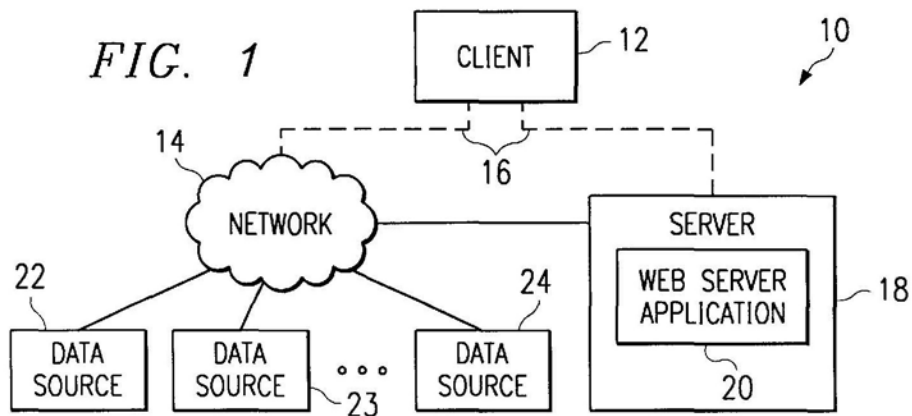 FIG. 1
CLIENT
12
10
14
16
NETWORK
SERVER
WEB SERVER
APPLICATION
18
20
22
DATA
SOURCE
DATA
SOURCE
23
24
DATA
SOURCE